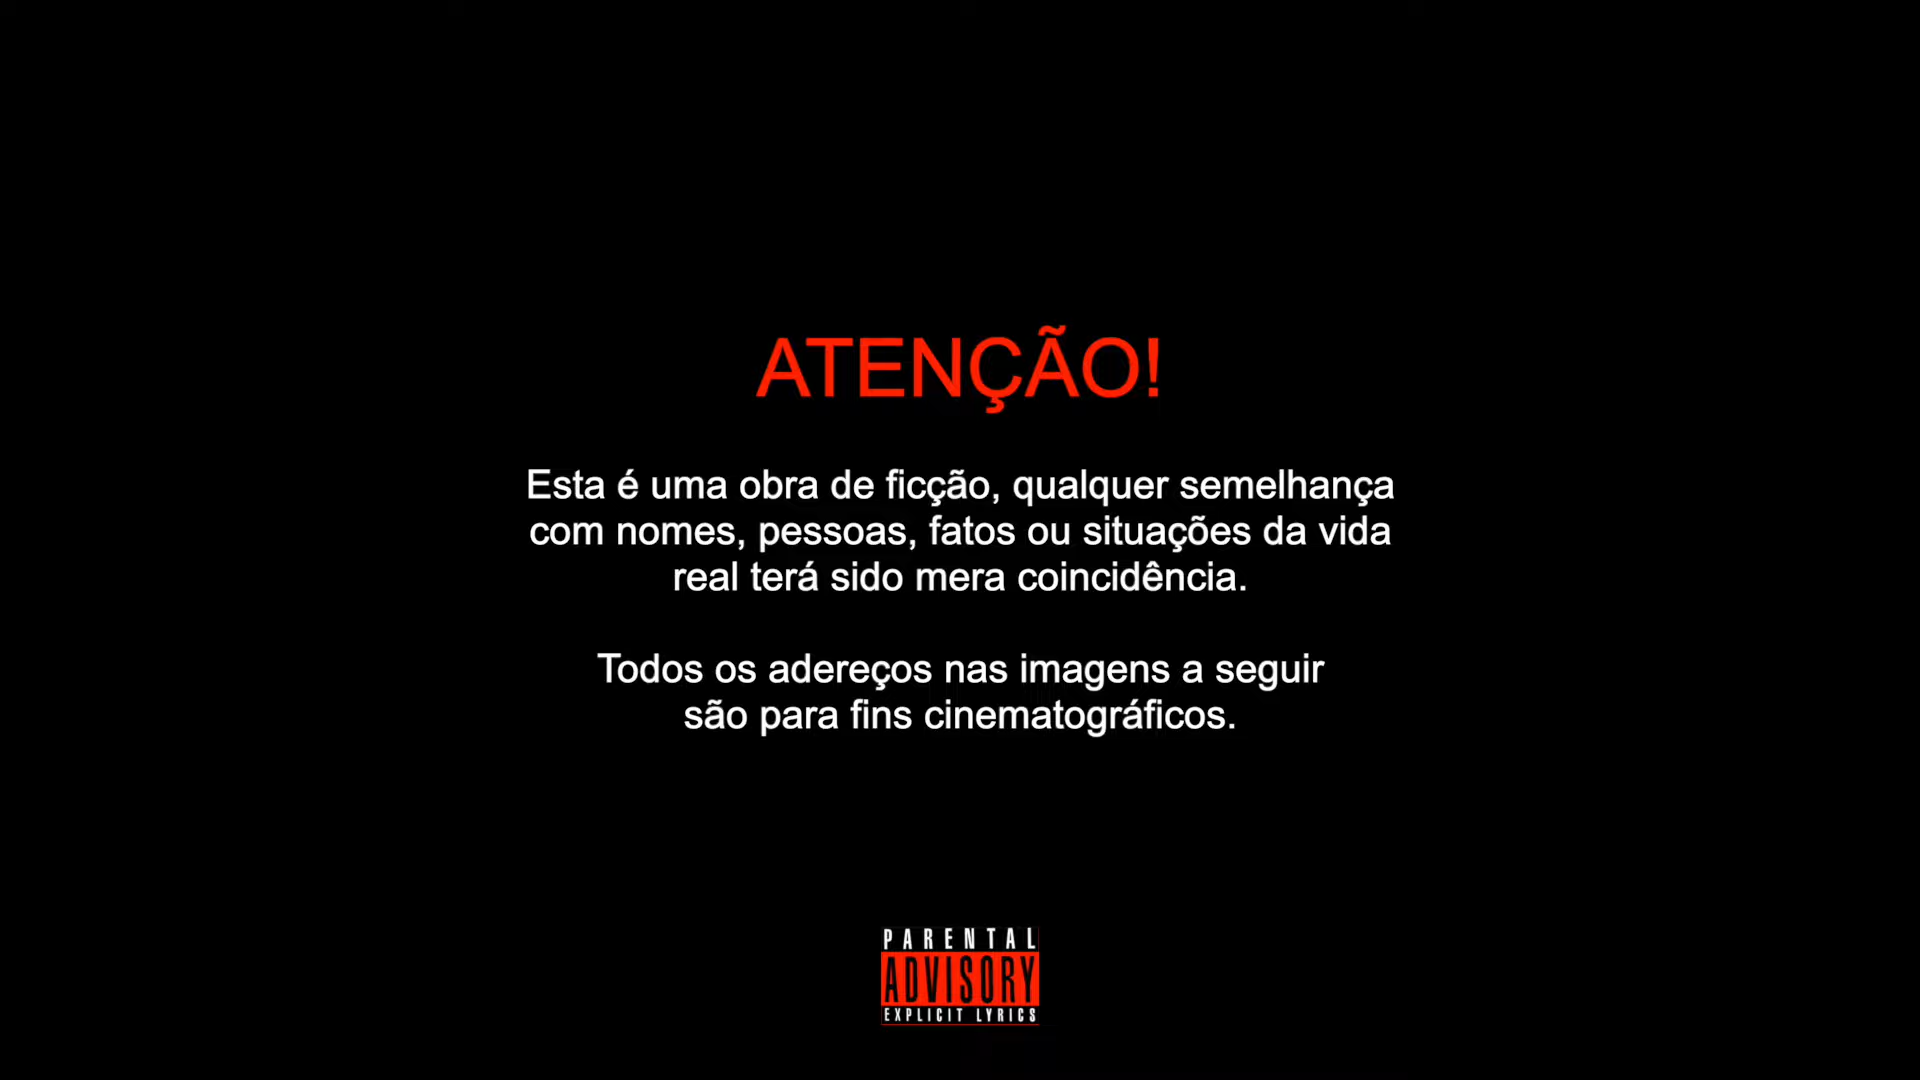 ATENÇÃO!
Esta é uma obra de ficção, qualquer semelhança
com nomes, pessoas, fatos ou situações da vida
real terá sido mera coincidência.
Todos os adereços nas imagens a seguir
são para fins cinematográficos.
PARENTAL
ADVISORY
EXPLICIT LYRICS